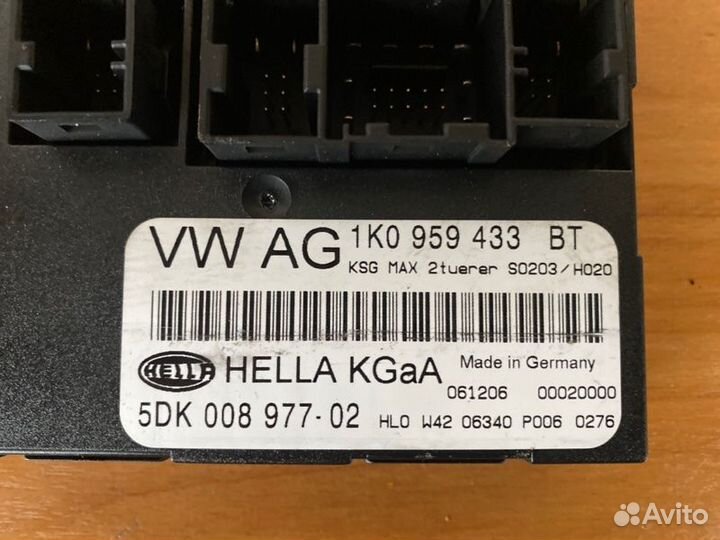 VW AG 1K0 959 433 BT
KSG MAX 2tuerer S0203/H020
HELLA HELLA KGaA Made in Germany
061206 00020000
5DK 008 977-02 HL0 W42 06340 P006 0276
Avito